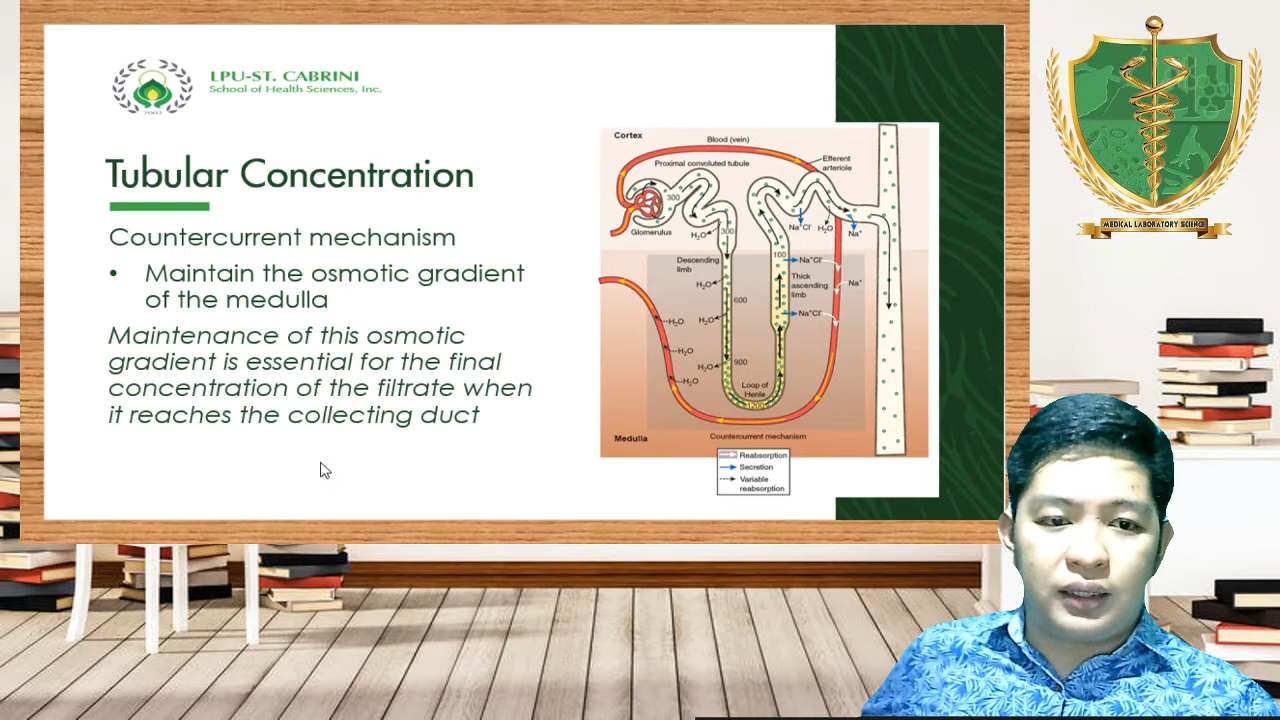 LPU-ST. CABRINI
School of Health Sciences, Inc.
2002
Tubular Concentration
Countercurrent mechanism
• Maintain the osmotic gradient
of the medulla
Maintenance of this osmotic
gradient is essential for the final
concentration of the filtrate when
it reaches the collecting duct
Cortex
Blood (vein)
Proximal convoluted tubule
Efferent
arteriole
300
Glomerulus
H₂O
300
Na⁺Cl⁻
H₂O
Na⁺
Descending
limb
100
Na⁺Cl⁻
Thick
ascending
limb
Na⁺
H₂O
600
H₂O
H₂O
Na⁺Cl⁻
H₂O
900
H₂O
H₂O
Loop of
Henle
1200
Medulla
Countercurrent mechanism
Reabsorption
Secretion
Variable
reabsorption
MEDICAL LABORATORY SCIENCE